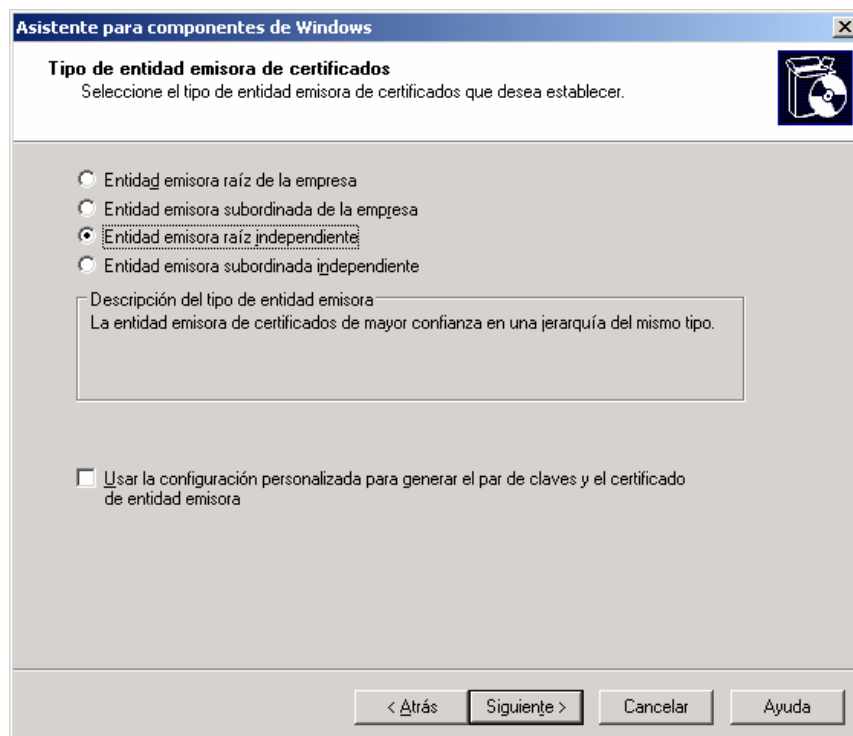 Asistente para componentes de Windows
Tipo de entidad emisora de certificados
Seleccione el tipo de entidad emisora de certificados que desea establecer.
Entidad emisora raíz de la empresa
Entidad emisora subordinada de la empresa
Entidad emisora raíz independiente
Entidad emisora subordinada independiente
Descripción del tipo de entidad emisora
La entidad emisora de certificados de mayor confianza en una jerarquía del mismo tipo.
Usar la configuración personalizada para generar el par de claves y el certificado
de entidad emisora
< Atrás Siguiente > Cancelar Ayuda